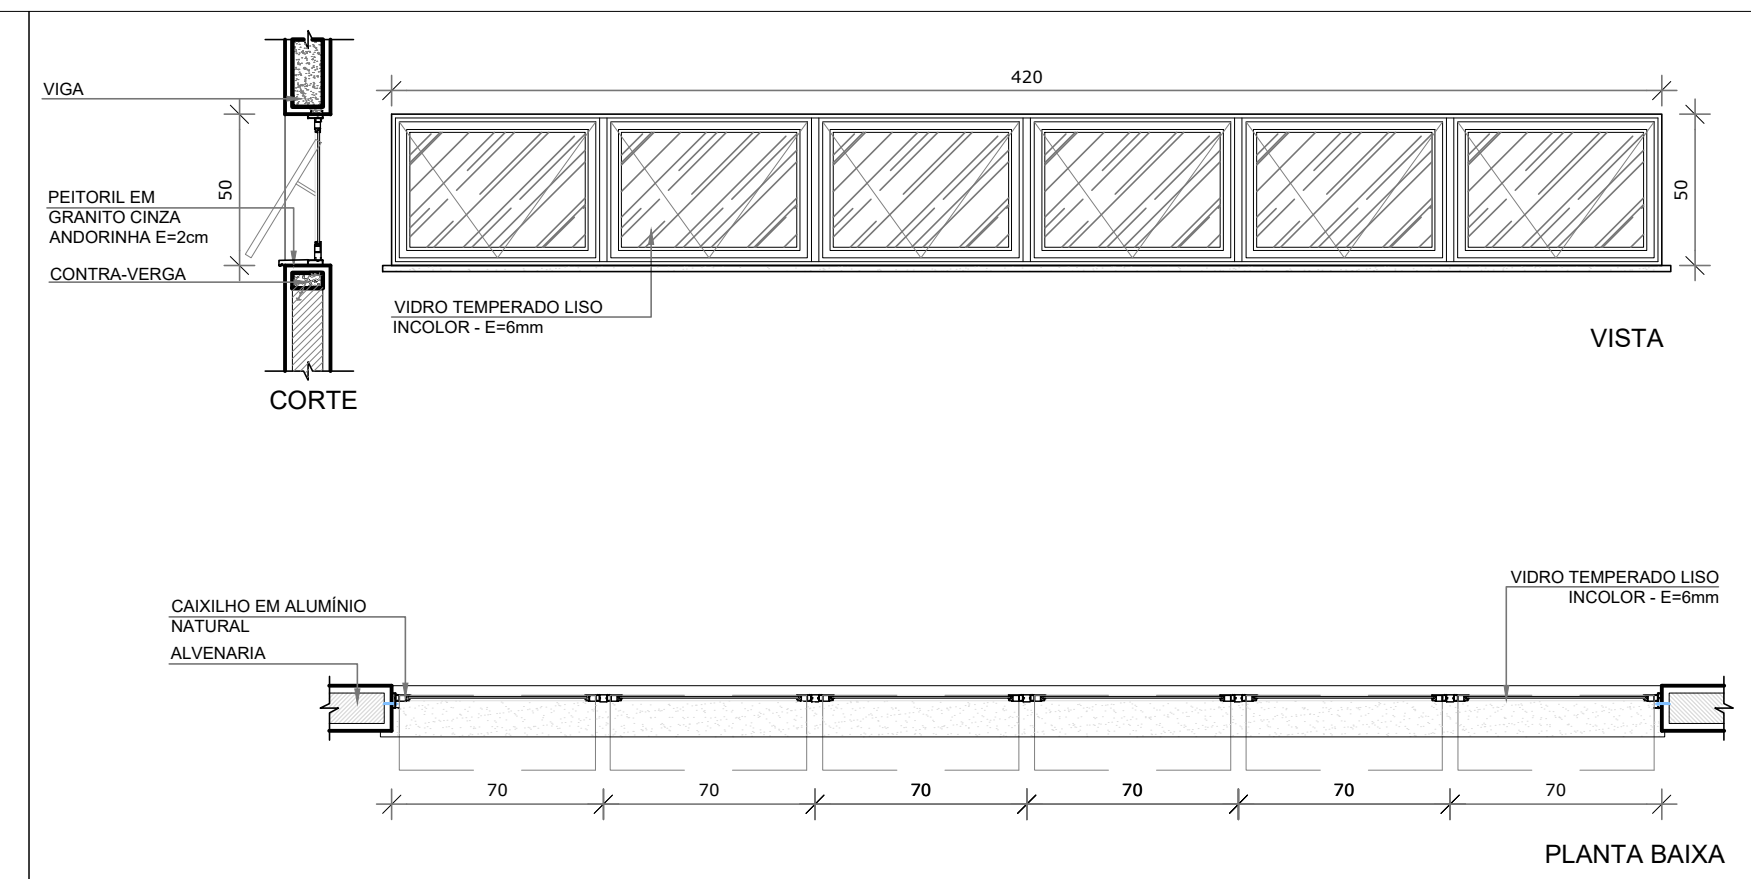 VIGA
50
PEITORIL EM
GRANITO CINZA
ANDORINHA E=2cm
CONTRA-VERGA
CORTE
420
50
VIDRO TEMPERADO LISO
INCOLOR - E=6mm
VISTA
CAIXILHO EM ALUMÍNIO
NATURAL
ALVENARIA
VIDRO TEMPERADO LISO
INCOLOR - E=6mm
70 70 70 70 70 70
PLANTA BAIXA